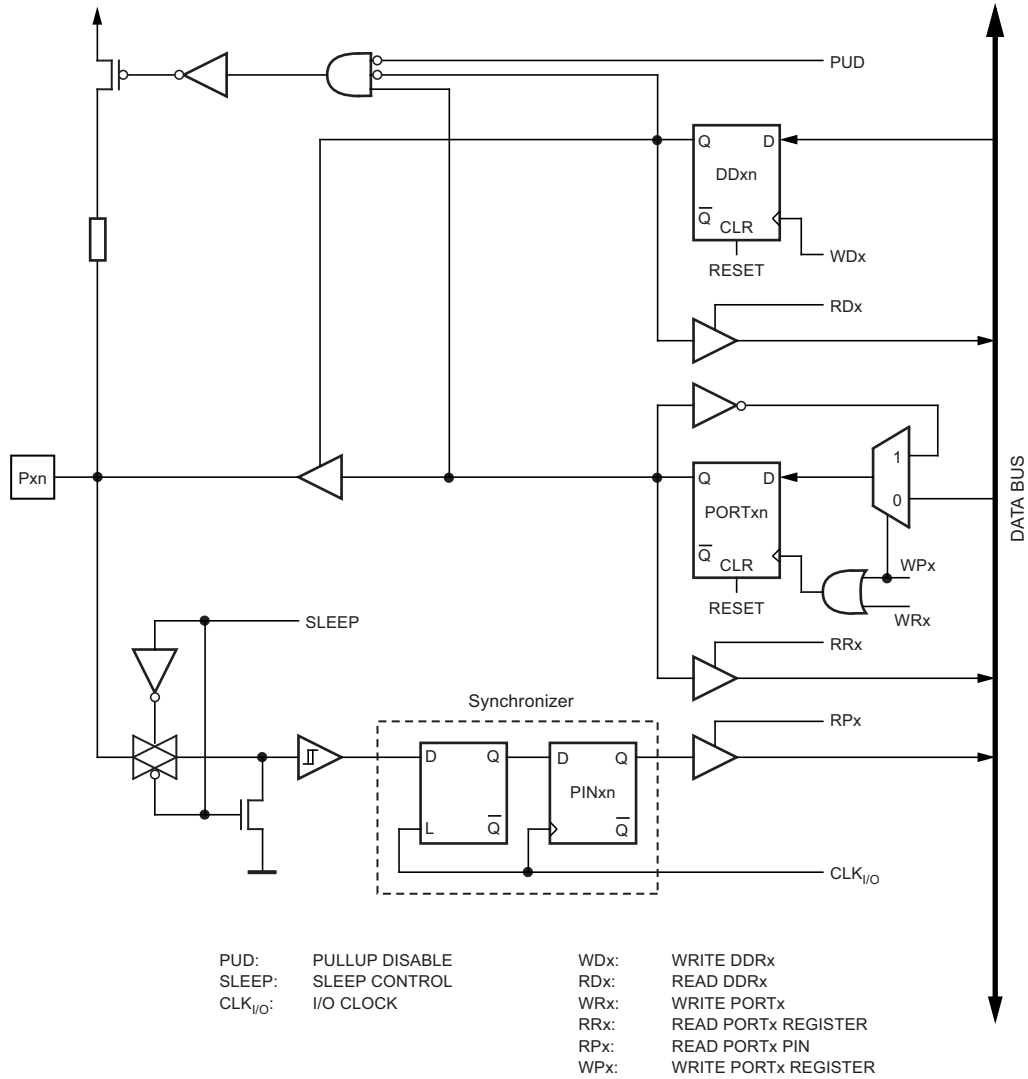 PUD
Q D
DDxn
Q
CLR
RESET
WDx
RDx
Pxn
1
Q D
0
PORTxn
Q
CLR
RESET
WPx
WRx
DATA BUS
SLEEP
RRx
Synchronizer
RPx
D Q
D Q
PINxn
L Q
Q
CLKI/O
PUD: PULLUP DISABLE
SLEEP: SLEEP CONTROL
CLKI/O: I/O CLOCK
WDx: WRITE DDRx
RDx: READ DDRx
WRx: WRITE PORTx
RRx: READ PORTx REGISTER
RPx: READ PORTx PIN
WPx: WRITE PORTx REGISTER